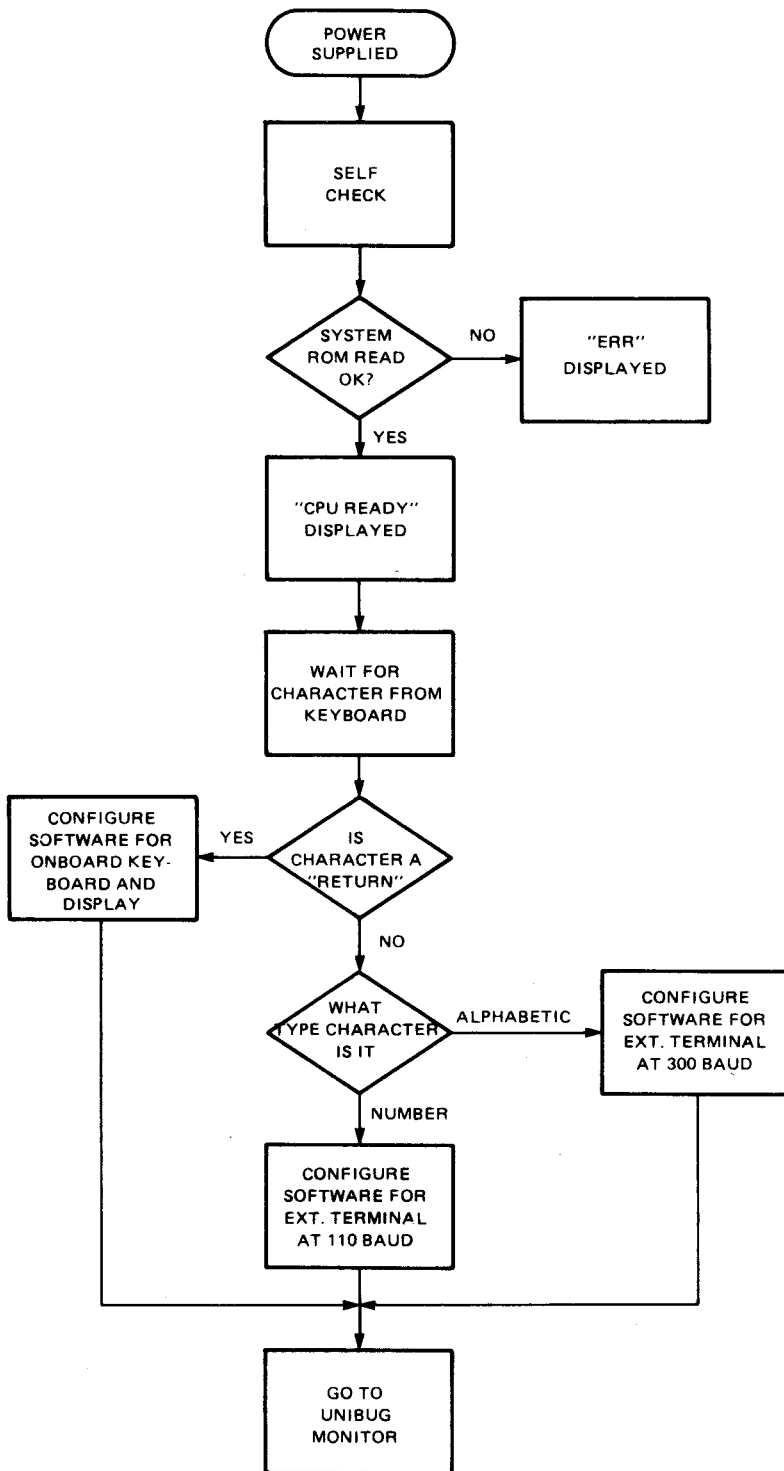 POWER
SUPPLIED
SELF
CHECK
SYSTEM
ROM READ
OK?
NO
"ERR"
DISPLAYED
YES
"CPU READY"
DISPLAYED
WAIT FOR
CHARACTER FROM
KEYBOARD
IS
CHARACTER A
"RETURN"
YES
CONFIGURE
SOFTWARE FOR
ONBOARD KEY-
BOARD AND
DISPLAY
NO
WHAT
TYPE CHARACTER
IS IT
ALPHABETIC
CONFIGURE
SOFTWARE FOR
EXT. TERMINAL
AT 300 BAUD
NUMBER
CONFIGURE
SOFTWARE FOR
EXT. TERMINAL
AT 110 BAUD
GO TO
UNIBUG
MONITOR